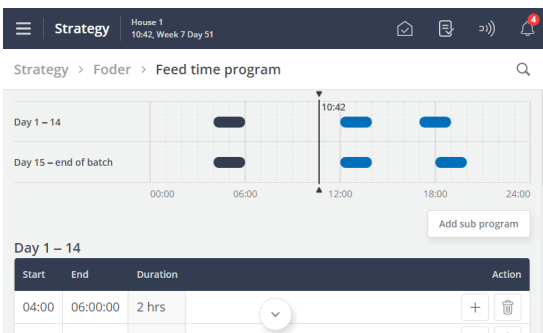 Strategy
House 1
10:42, Week 7 Day 51
4
Strategy > Foder > Feed time program
10:42
Day 1 – 14
Day 15 – end of batch
00:00 06:00 12:00 18:00 24:00
Add sub program
Day 1 – 14
Start End Duration Action
04:00 06:00:00 2 hrs